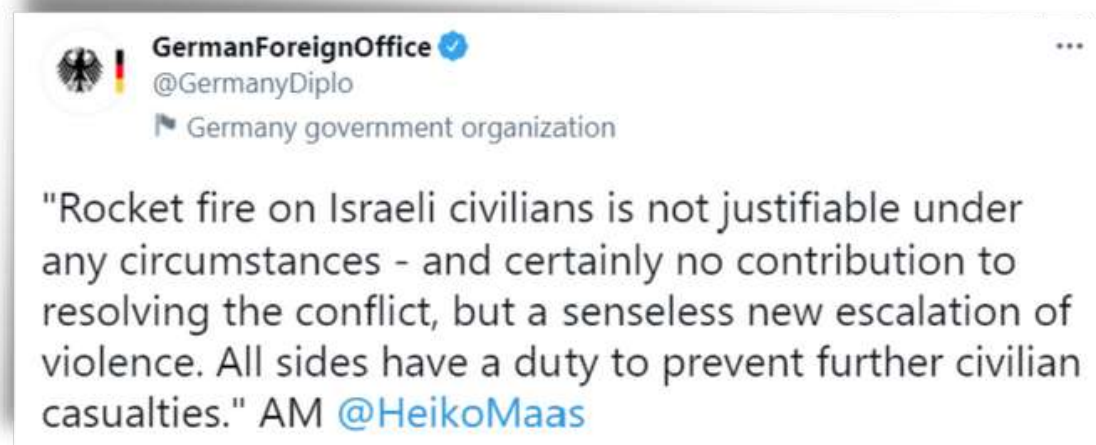 GermanForeignOffice
@GermanyDiplo
Germany government organization
"Rocket fire on Israeli civilians is not justifiable under
any circumstances - and certainly no contribution to
resolving the conflict, but a senseless new escalation of
violence. All sides have a duty to prevent further civilian
casualties." AM @HeikoMaas